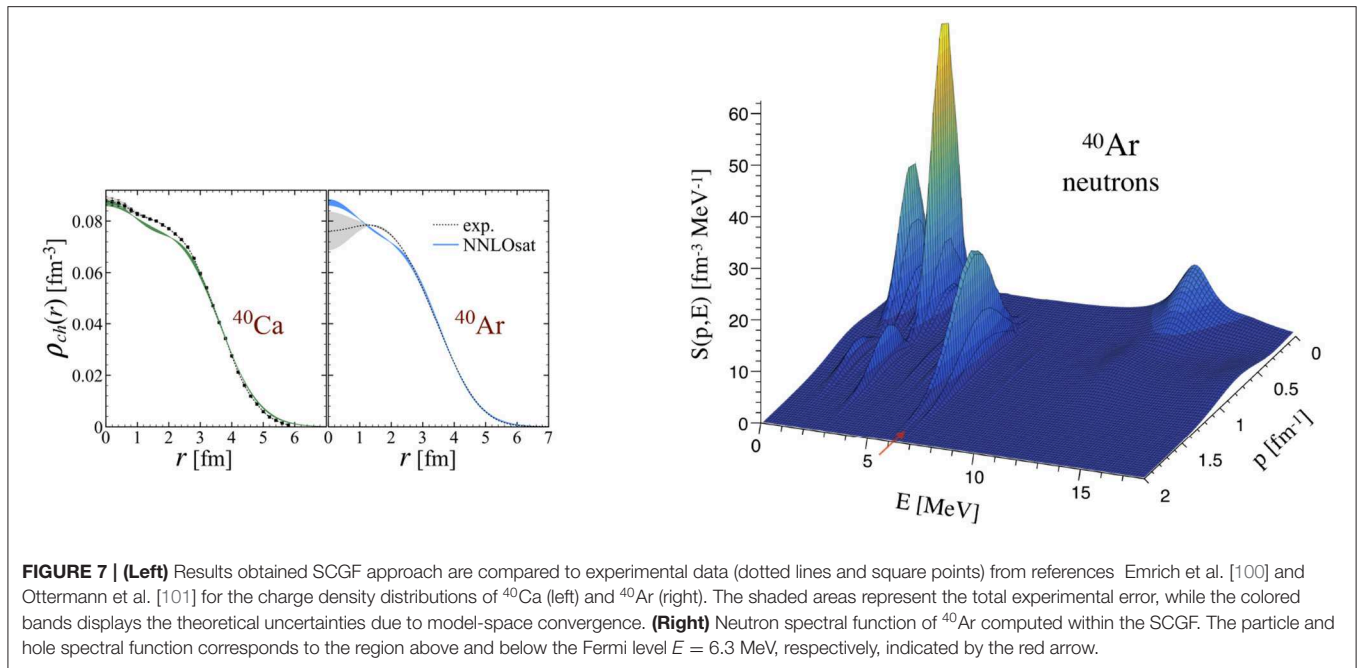 0.08
0.06
0.04
0.02
0
ρch(r) [fm-3]
40Ca
0 1 2 3 4 5 6
r [fm]
exp.
NNLOsat
40Ar
0 1 2 3 4 5 6 7
r [fm]
40Ar
neutrons
60
50
40
30
20
10
0
S(p,E) [fm-3 MeV-1]
0
5
10
15
E [MeV]
0
0.5
1
1.5
2
p [fm-1]
FIGURE 7 | (Left) Results obtained SCGF approach are compared to experimental data (dotted lines and square points) from references Emrich et al. [100] and
Ottermann et al. [101] for the charge density distributions of 40Ca (left) and 40Ar (right). The shaded areas represent the total experimental error, while the colored
bands displays the theoretical uncertainties due to model-space convergence. (Right) Neutron spectral function of 40Ar computed within the SCGF. The particle and
hole spectral function corresponds to the region above and below the Fermi level E = 6.3 MeV, respectively, indicated by the red arrow.